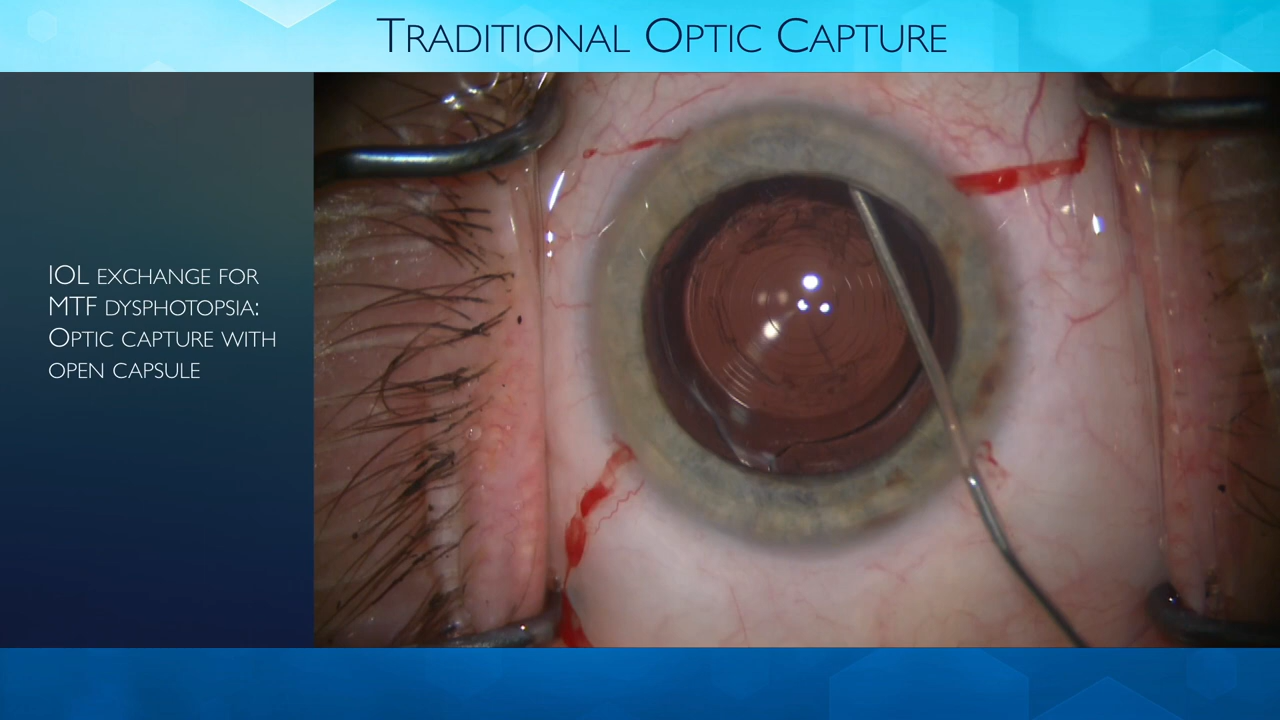 Traditional Optic Capture
IOL exchange for
MTF dysphotopsia:
Optic capture with
open capsule